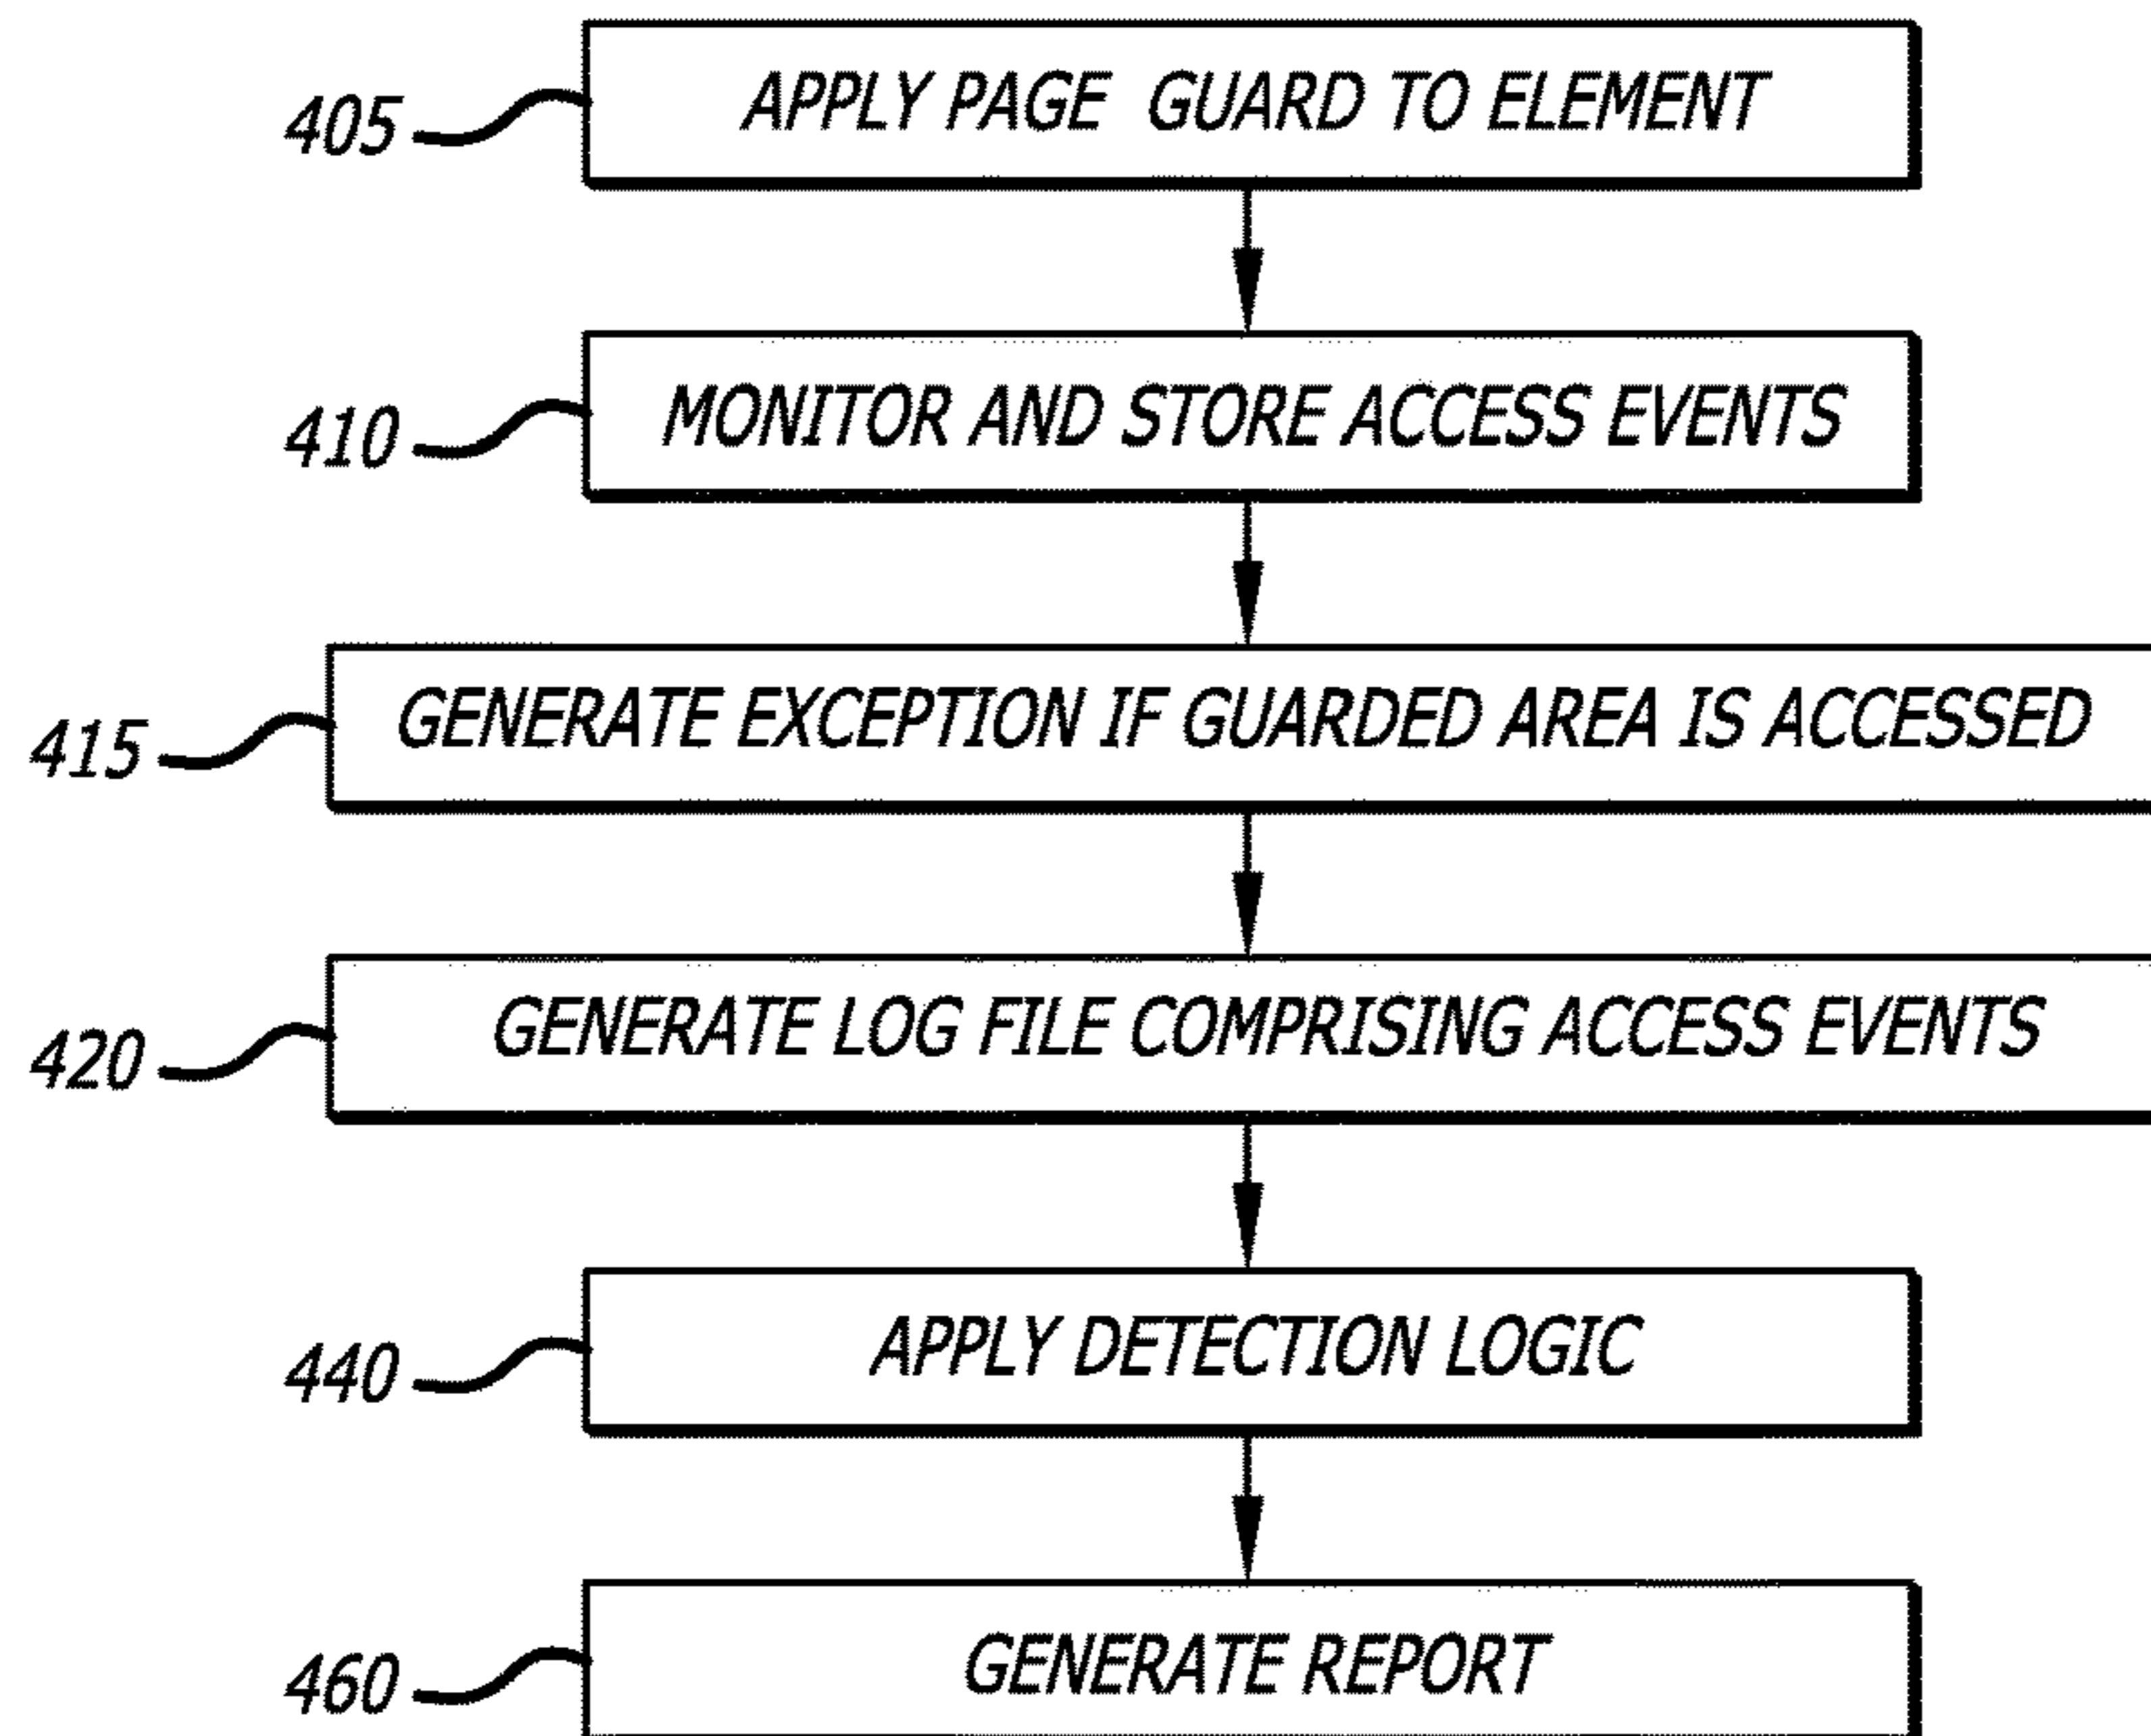 405 APPLY PAGE GUARD TO ELEMENT
410 MONITOR AND STORE ACCESS EVENTS
415 GENERATE EXCEPTION IF GUARDED AREA IS ACCESSED
420 GENERATE LOG FILE COMPRISING ACCESS EVENTS
440 APPLY DETECTION LOGIC
460 GENERATE REPORT